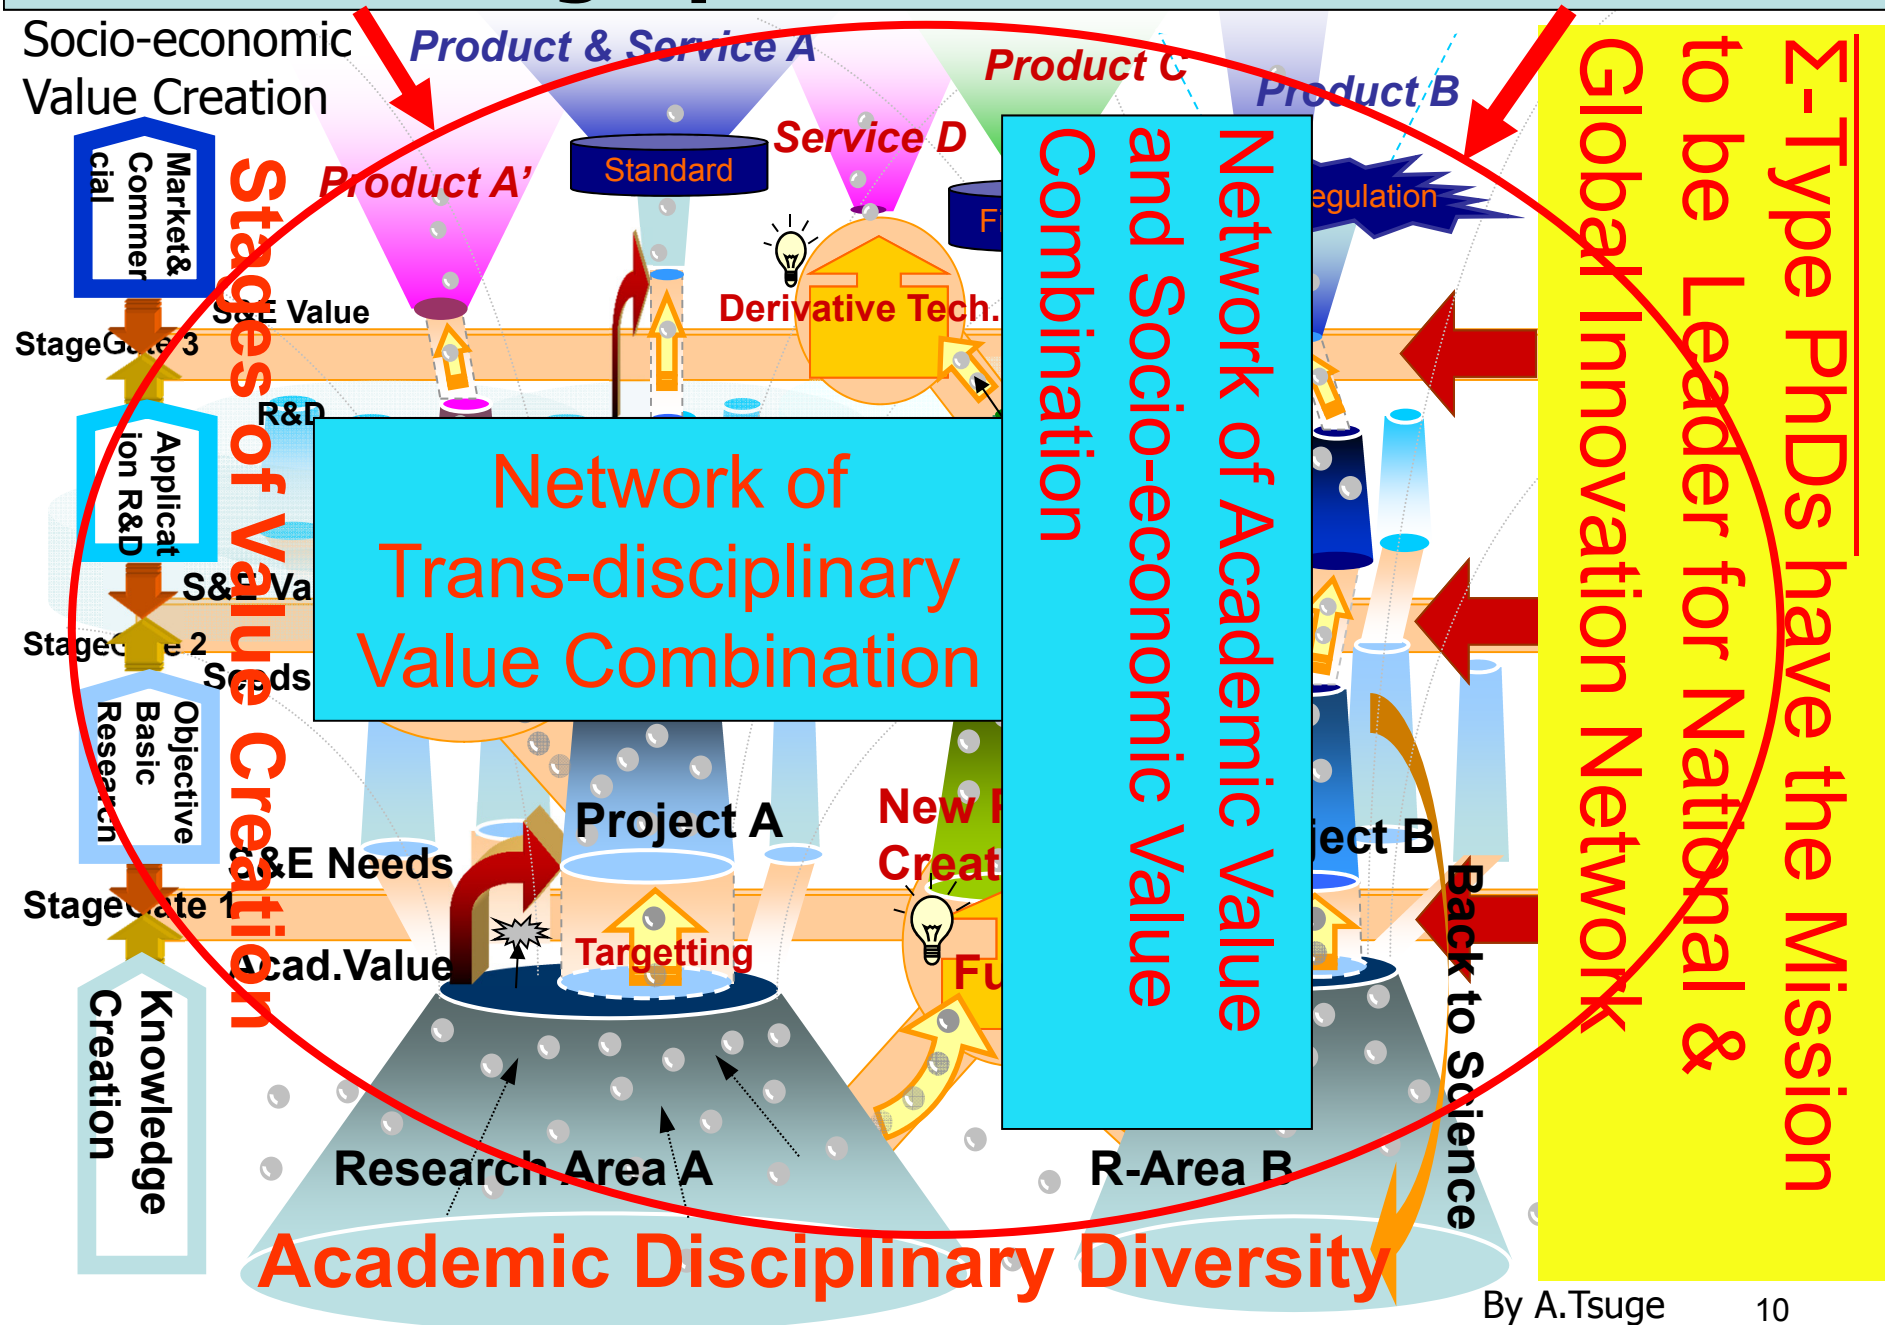 Socio-economic
Value Creation
Product & Service A
Product C
Product B
Service D
Product A’
Standard
Market&
Commer
cial
Stages of Value Creation
S&E Value
StageGate 3
Derivative Tech.
R&D
Applicat
ion R&D
StageGate 2
Seeds
Network of
Trans-disciplinary
Value Combination
Network of Academic Value
and Socio-economic Value
Combination
Objective
Basic
Research
Project A
New
S&E Needs
StageGate 1
Acad.Value
Targetting
Knowledge
Creation
Back to Science
Research Area A
R-Area B
Academic Disciplinary Diversity
Σ-Type PhDs have the Mission
to be Leader for National &
Global Innovation Network
By A.Tsuge
10